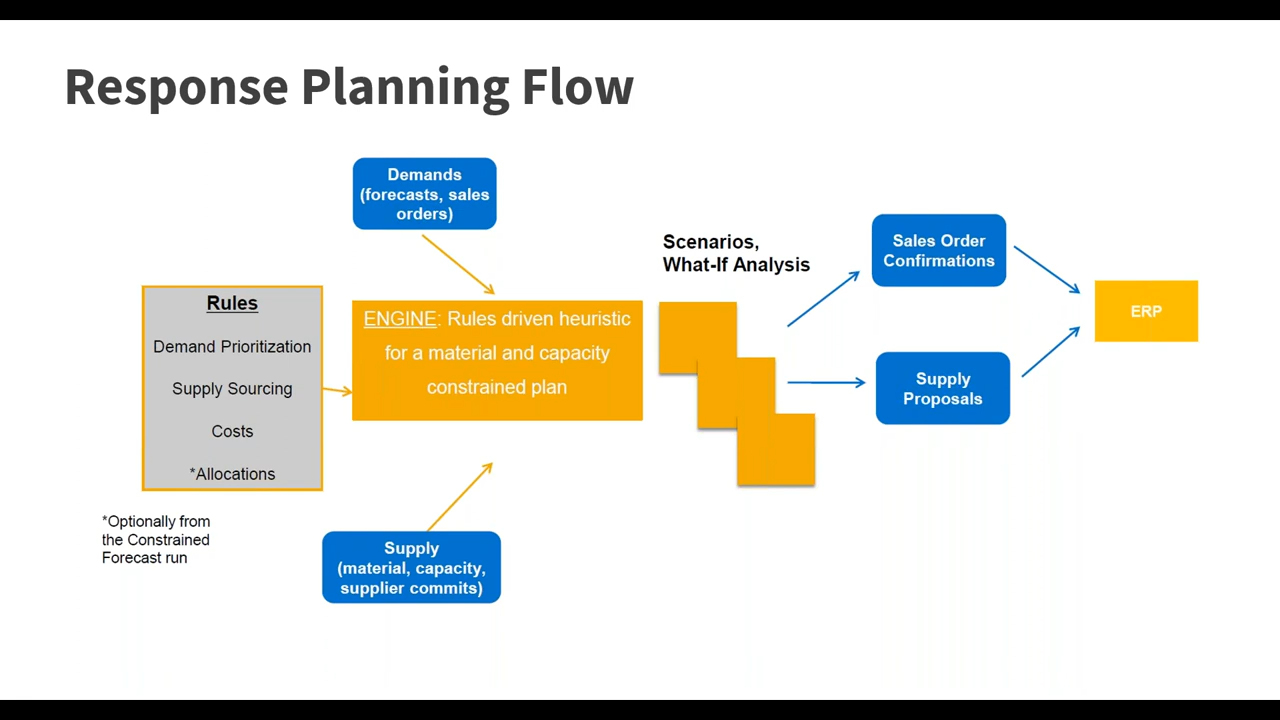 Response Planning Flow
Demands
(forecasts, sales
orders)
Rules
Demand Prioritization
Supply Sourcing
Costs
*Allocations
*Optionally from
the Constrained
Forecast run
ENGINE: Rules driven heuristic
for a material and capacity
constrained plan
Supply
(material, capacity,
supplier commits)
Scenarios,
What-If Analysis
Sales Order
Confirmations
Supply
Proposals
ERP